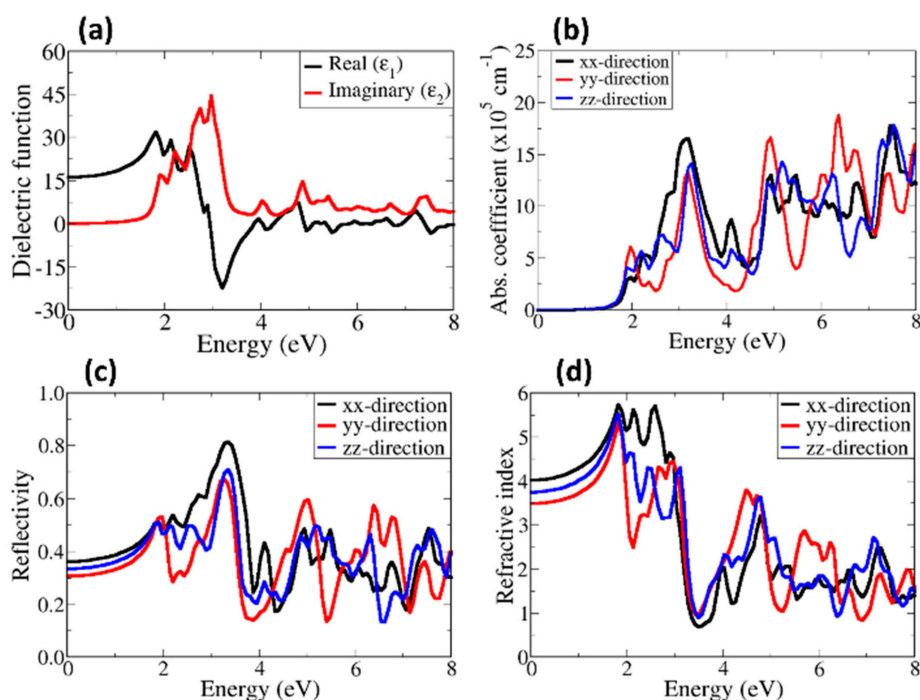 (a)
60
45
30
15
0
-15
-30
Dielectric function
Real (ε₁)
Imaginary (ε₂)
0 2 4 6 8
Energy (eV)
(b)
25
20
15
10
5
0
Abs. coefficient (x10⁵ cm⁻¹)
xx-direction
yy-direction
zz-direction
0 2 4 6 8
Energy (eV)
(c)
1.0
0.8
0.6
0.4
0.2
0.0
Reflectivity
xx-direction
yy-direction
zz-direction
0 2 4 6 8
Energy (eV)
(d)
6
5
4
3
2
1
0
Refractive index
xx-direction
yy-direction
zz-direction
0 2 4 6 8
Energy (eV)